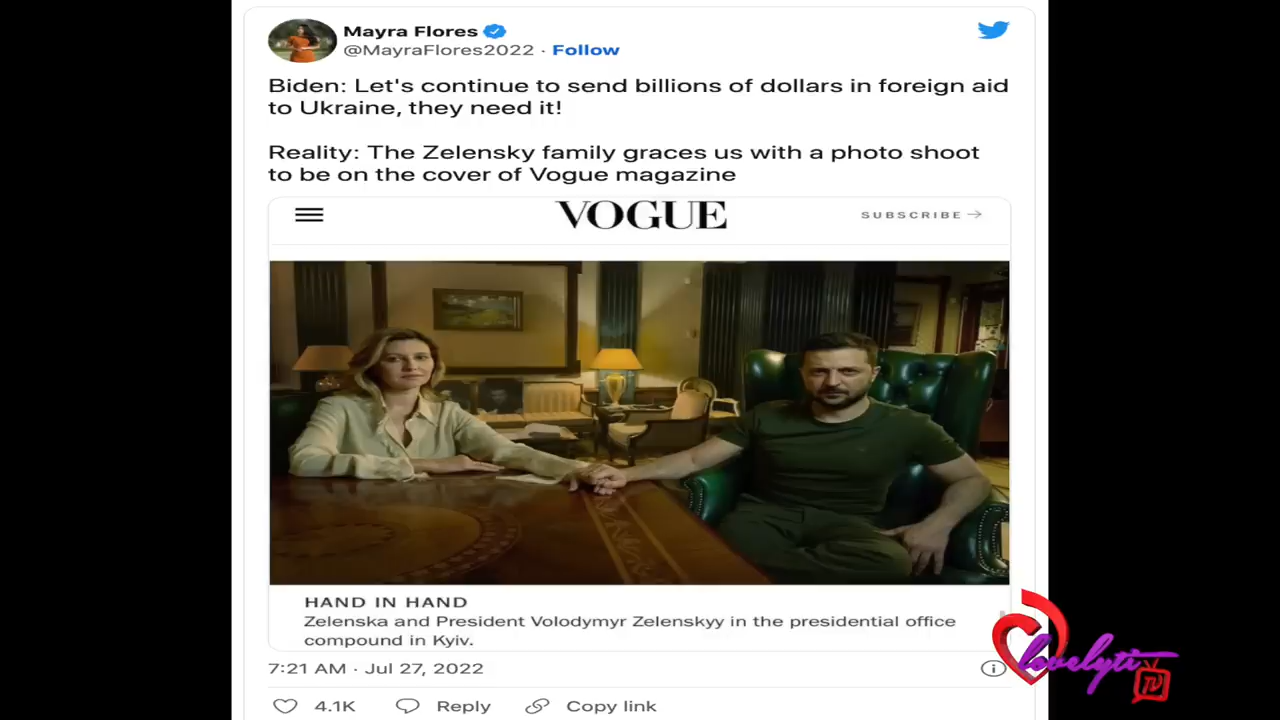 Mayra Flores
@MayraFlores2022 · Follow
Biden: Let's continue to send billions of dollars in foreign aid
to Ukraine, they need it!
Reality: The Zelensky family graces us with a photo shoot
to be on the cover of Vogue magazine
VOGUE
SUBSCRIBE →
HAND IN HAND
Zelenska and President Volodymyr Zelenskyy in the presidential office
compound in Kyiv.
7:21 AM · Jul 27, 2022
4.1K Reply Copy link
lovelyti
TV